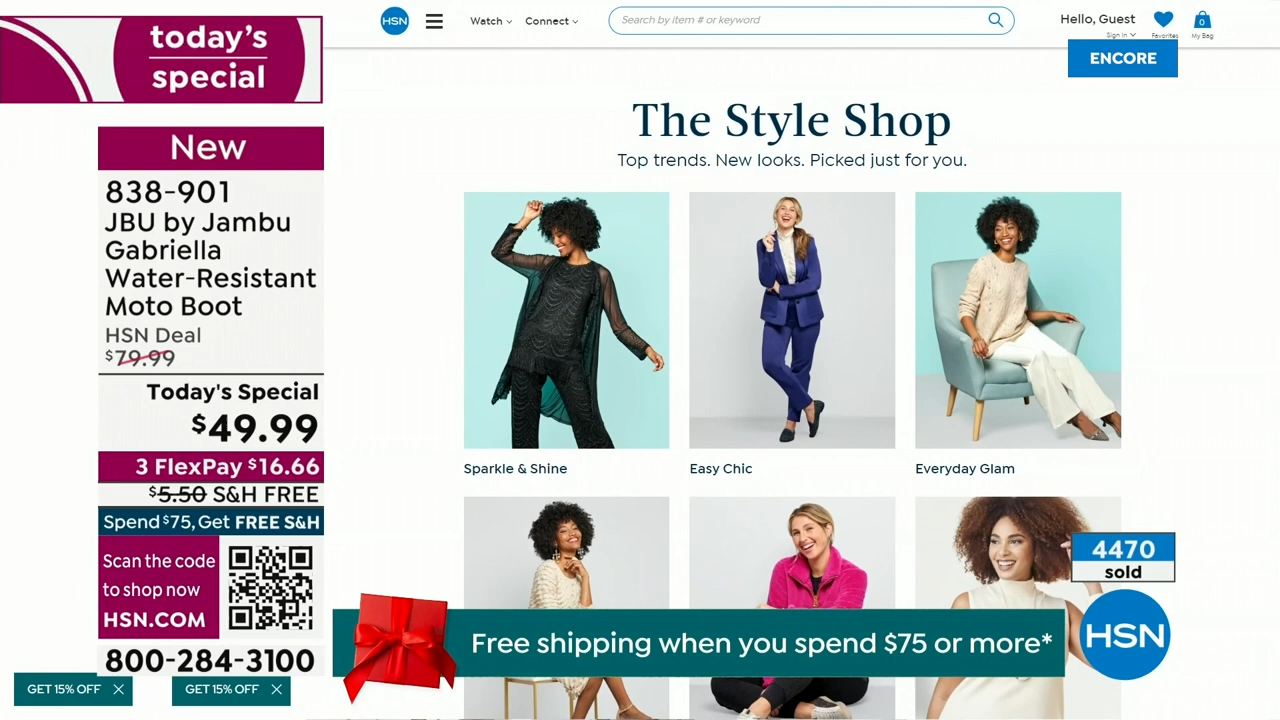 today's
special
New
838-901
JBU by Jambu
Gabriella
Water-Resistant
Moto Boot
HSN Deal
$79.99
Today's Special
$49.99
3 FlexPay $16.66
$5.50 S&H FREE
Spend $75, Get FREE S&H
Scan the code
to shop now
HSN.COM
800-284-3100
GET 15% OFF
GET 15% OFF
HSN
Watch
Connect
Search by item # or keyword
Hello, Guest
Sign In
Favorites
0
My Bag
ENCORE
The Style Shop
Top trends. New looks. Picked just for you.
Sparkle & Shine
Easy Chic
Everyday Glam
4470
sold
Free shipping when you spend $75 or more*
HSN